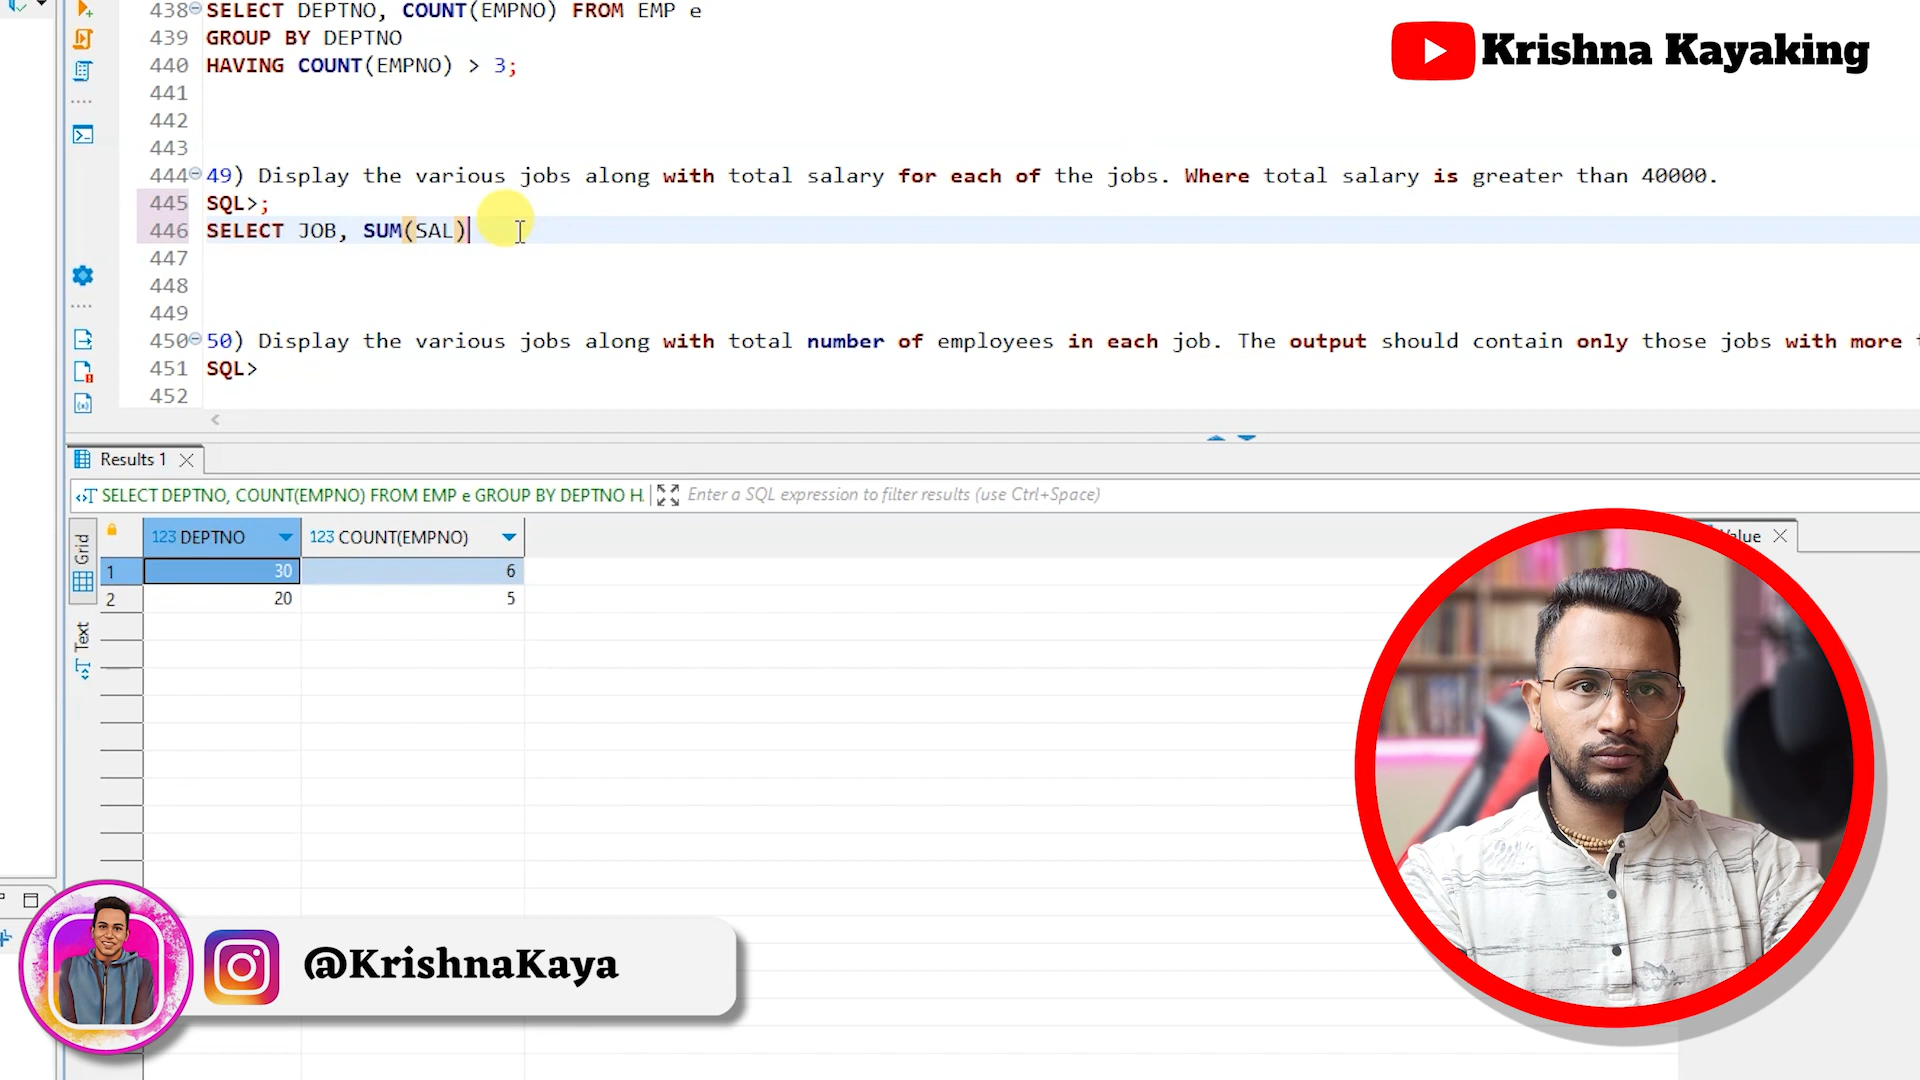 438 SELECT DEPTNO, COUNT(EMPNO) FROM EMP e
439 GROUP BY DEPTNO
440 HAVING COUNT(EMPNO) > 3;
Krishna Kayaking
441
442
443
444 49) Display the various jobs along with total salary for each of the jobs. Where total salary is greater than 40000.
445 SQL>;
446 SELECT JOB, SUM(SAL)
447
448
449
450 50) Display the various jobs along with total number of employees in each job. The output should contain only those jobs with more
451 SQL>
452
Results 1
SELECT DEPTNO, COUNT(EMPNO) FROM EMP e GROUP BY DEPTNO H
Enter a SQL expression to filter results (use Ctrl+Space)
Grid
123 DEPTNO 123 COUNT(EMPNO)
1 30 6
2 20 5
Text
@KrishnaKaya